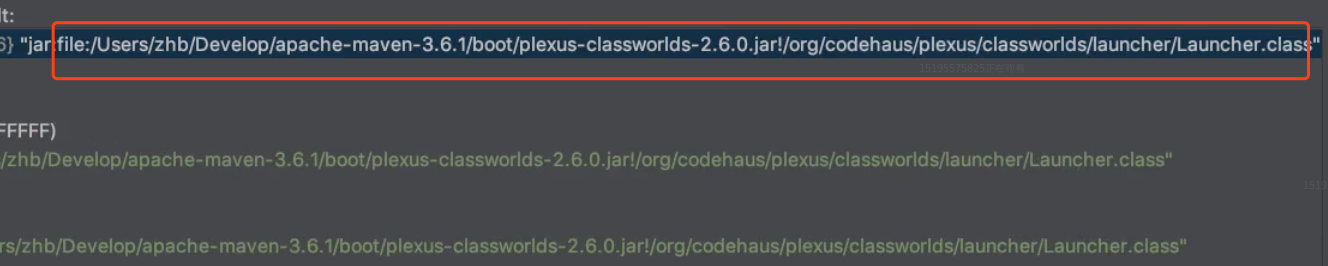 lt:
6} "jar:file:/Users/zhb/Develop/apache-maven-3.6.1/boot/plexus-classworlds-2.6.0.jar!/org/codehaus/plexus/classworlds/launcher/Launcher.class"
FFFFF)
s/zhb/Develop/apache-maven-3.6.1/boot/plexus-classworlds-2.6.0.jar!/org/codehaus/plexus/classworlds/launcher/Launcher.class"
1519
rs/zhb/Develop/apache-maven-3.6.1/boot/plexus-classworlds-2.6.0.jar!/org/codehaus/plexus/classworlds/launcher/Launcher.class"